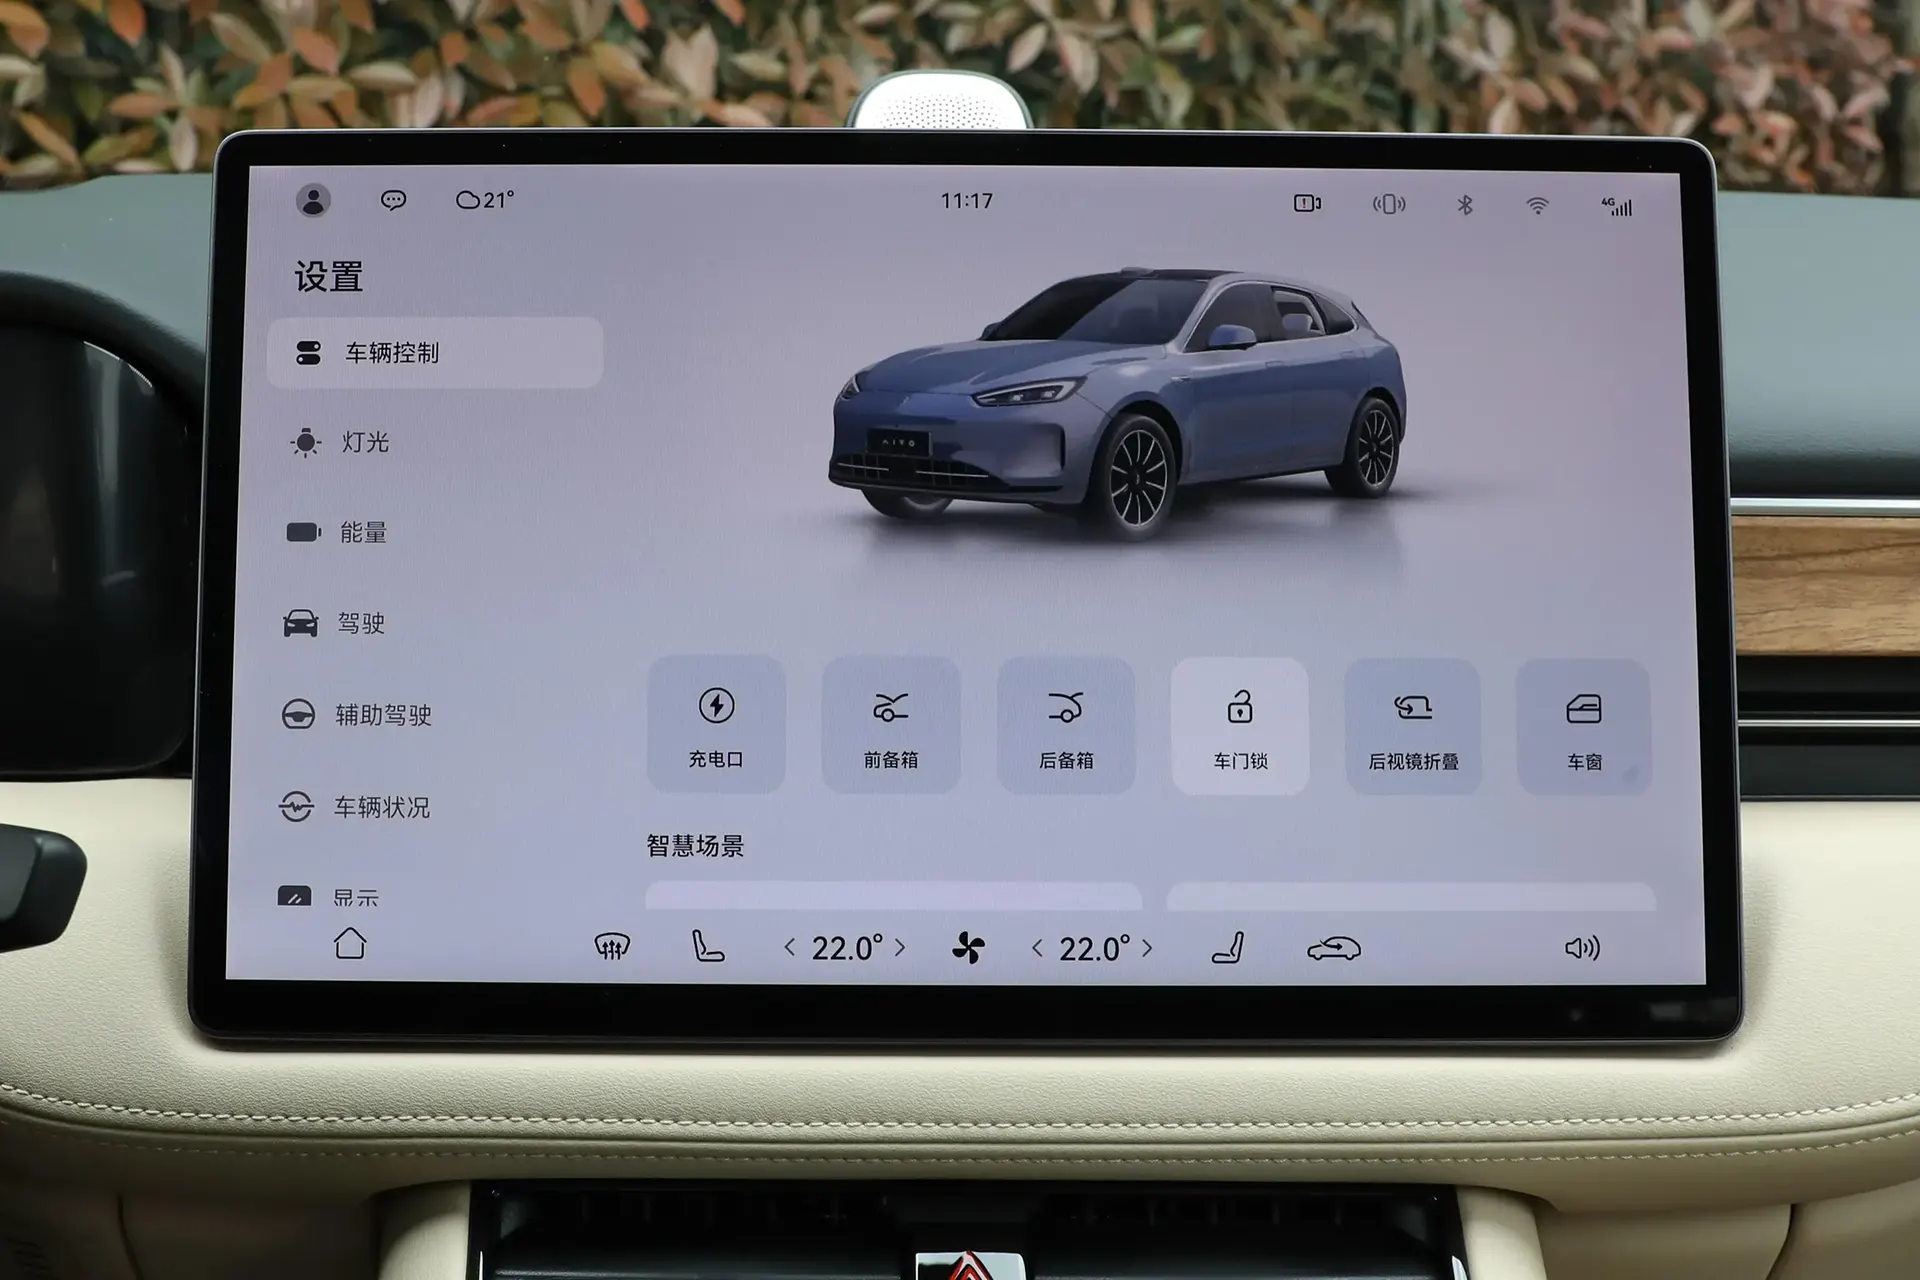 21°
11:17
4G
设置
车辆控制
灯光
能量
驾驶
辅助驾驶
车辆状况
显示
AITO
充电口
前备箱
后备箱
车门锁
后视镜折叠
车窗
智慧场景
22.0°
22.0°